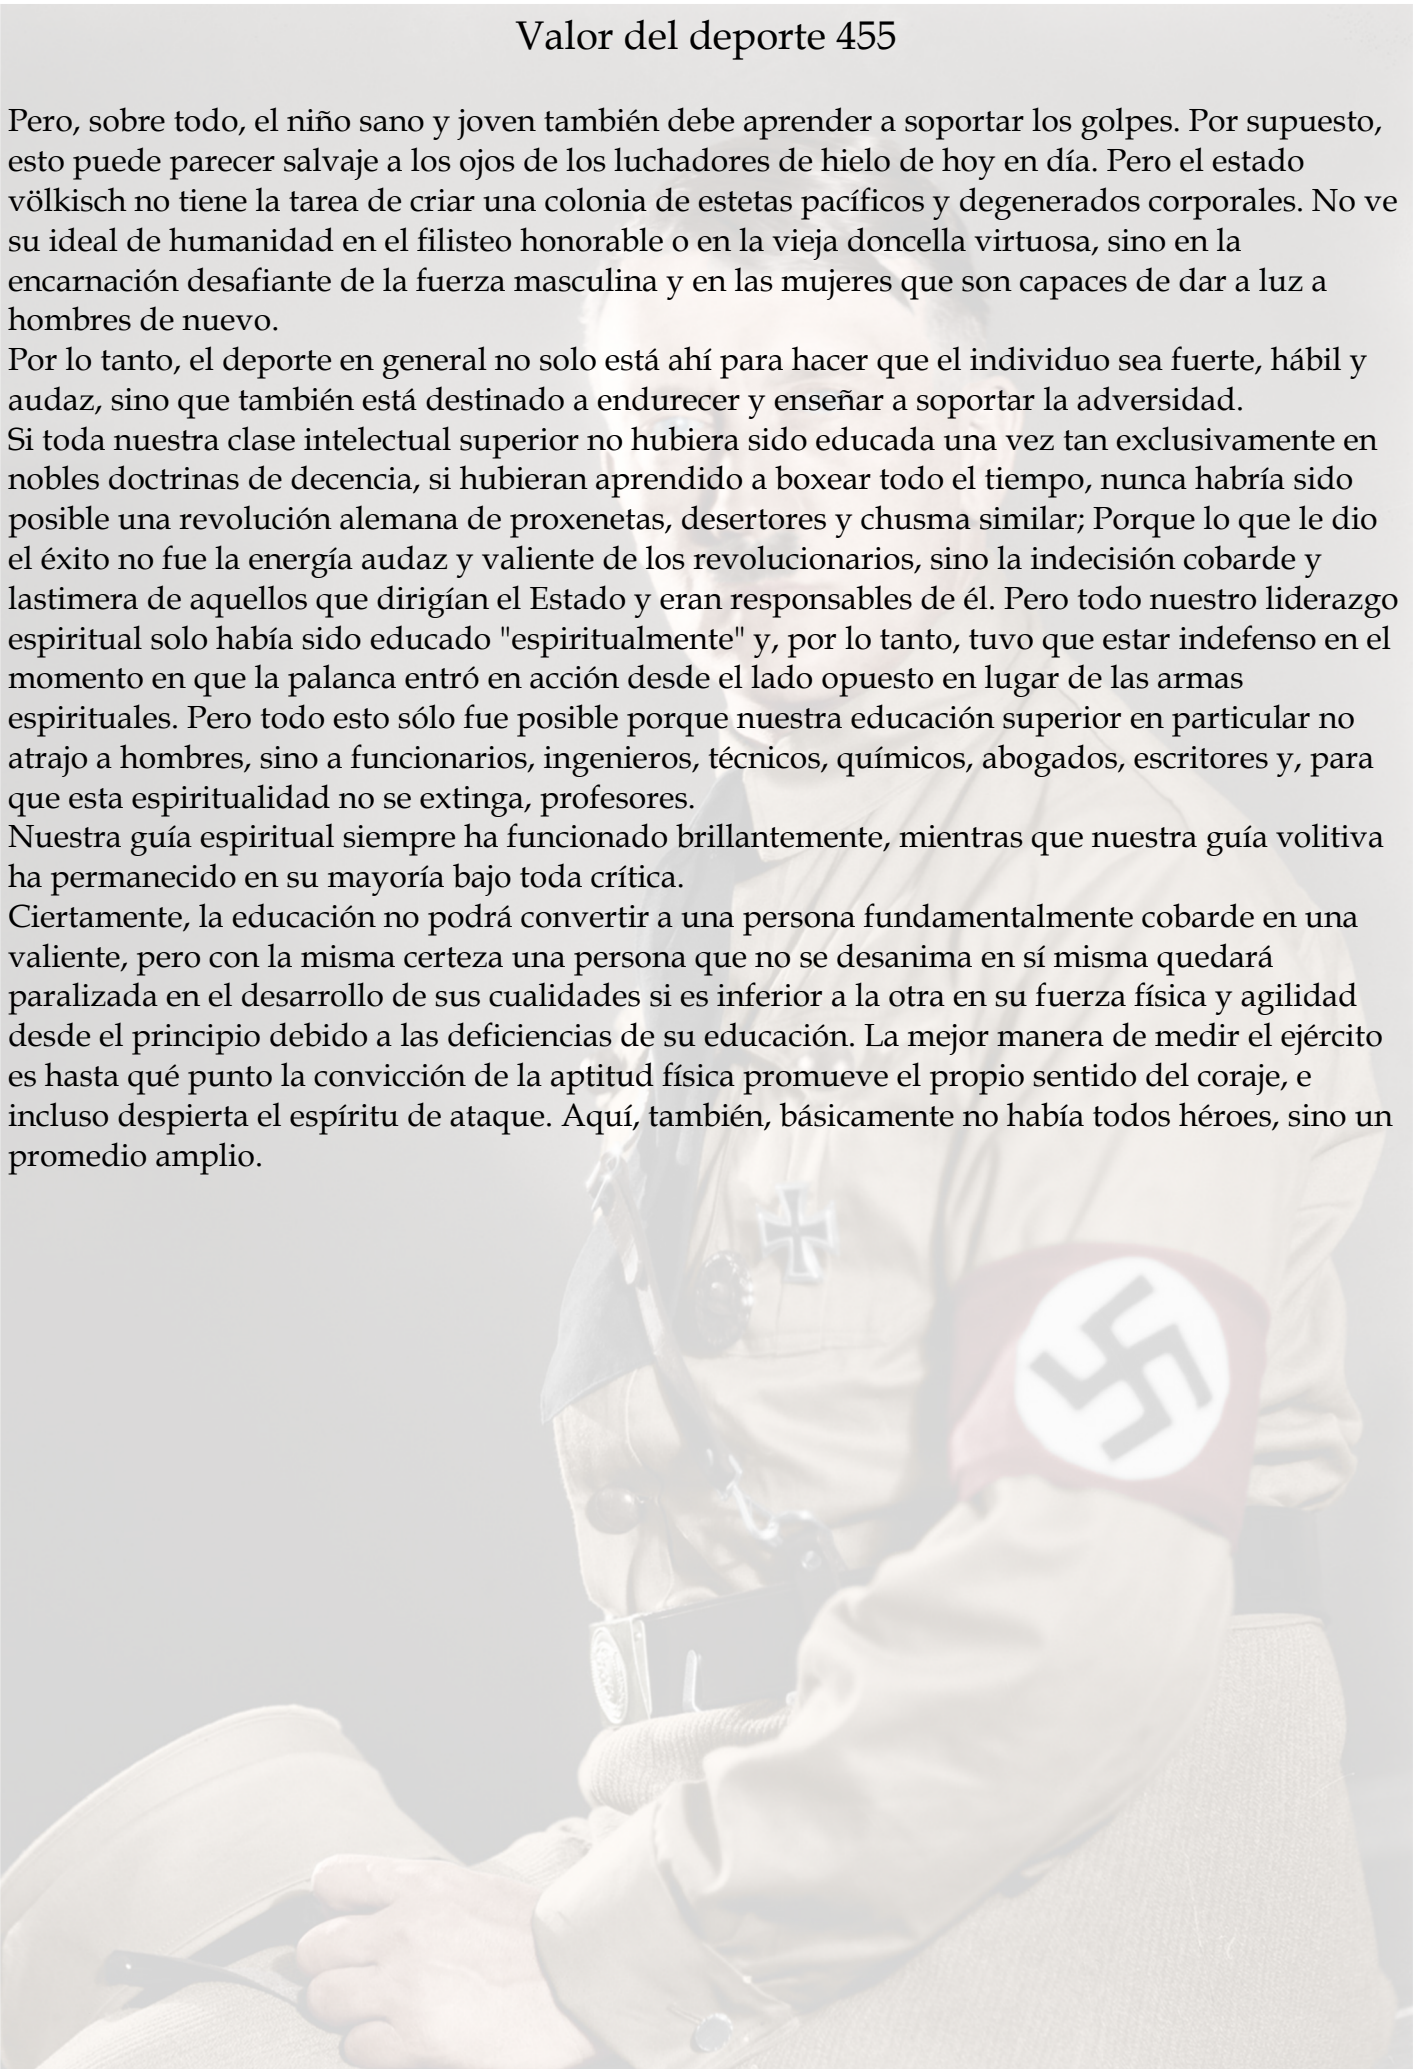 Valor del deporte 455
Pero, sobre todo, el niño sano y joven también debe aprender a soportar los golpes. Por supuesto,
esto puede parecer salvaje a los ojos de los luchadores de hielo de hoy en día. Pero el estado
völkisch no tiene la tarea de criar una colonia de estetas pacíficos y degenerados corporales. No ve
su ideal de humanidad en el filisteo honorable o en la vieja doncella virtuosa, sino en la
encarnación desafiante de la fuerza masculina y en las mujeres que son capaces de dar a luz a
hombres de nuevo.
Por lo tanto, el deporte en general no solo está ahí para hacer que el individuo sea fuerte, hábil y
audaz, sino que también está destinado a endurecer y enseñar a soportar la adversidad.
Si toda nuestra clase intelectual superior no hubiera sido educada una vez tan exclusivamente en
nobles doctrinas de decencia, si hubieran aprendido a boxear todo el tiempo, nunca habría sido
posible una revolución alemana de proxenetas, desertores y chusma similar; Porque lo que le dio
el éxito no fue la energía audaz y valiente de los revolucionarios, sino la indecisión cobarde y
lastimera de aquellos que dirigían el Estado y eran responsables de él. Pero todo nuestro liderazgo
espiritual solo había sido educado "espiritualmente" y, por lo tanto, tuvo que estar indefenso en el
momento en que la palanca entró en acción desde el lado opuesto en lugar de las armas
espirituales. Pero todo esto sólo fue posible porque nuestra educación superior en particular no
atrajo a hombres, sino a funcionarios, ingenieros, técnicos, químicos, abogados, escritores y, para
que esta espiritualidad no se extinga, profesores.
Nuestra guía espiritual siempre ha funcionado brillantemente, mientras que nuestra guía volitiva
ha permanecido en su mayoría bajo toda crítica.
Ciertamente, la educación no podrá convertir a una persona fundamentalmente cobarde en una
valiente, pero con la misma certeza una persona que no se desanima en sí misma quedará
paralizada en el desarrollo de sus cualidades si es inferior a la otra en su fuerza física y agilidad
desde el principio debido a las deficiencias de su educación. La mejor manera de medir el ejército
es hasta qué punto la convicción de la aptitud física promueve el propio sentido del coraje, e
incluso despierta el espíritu de ataque. Aquí, también, básicamente no había todos héroes, sino un
promedio amplio.